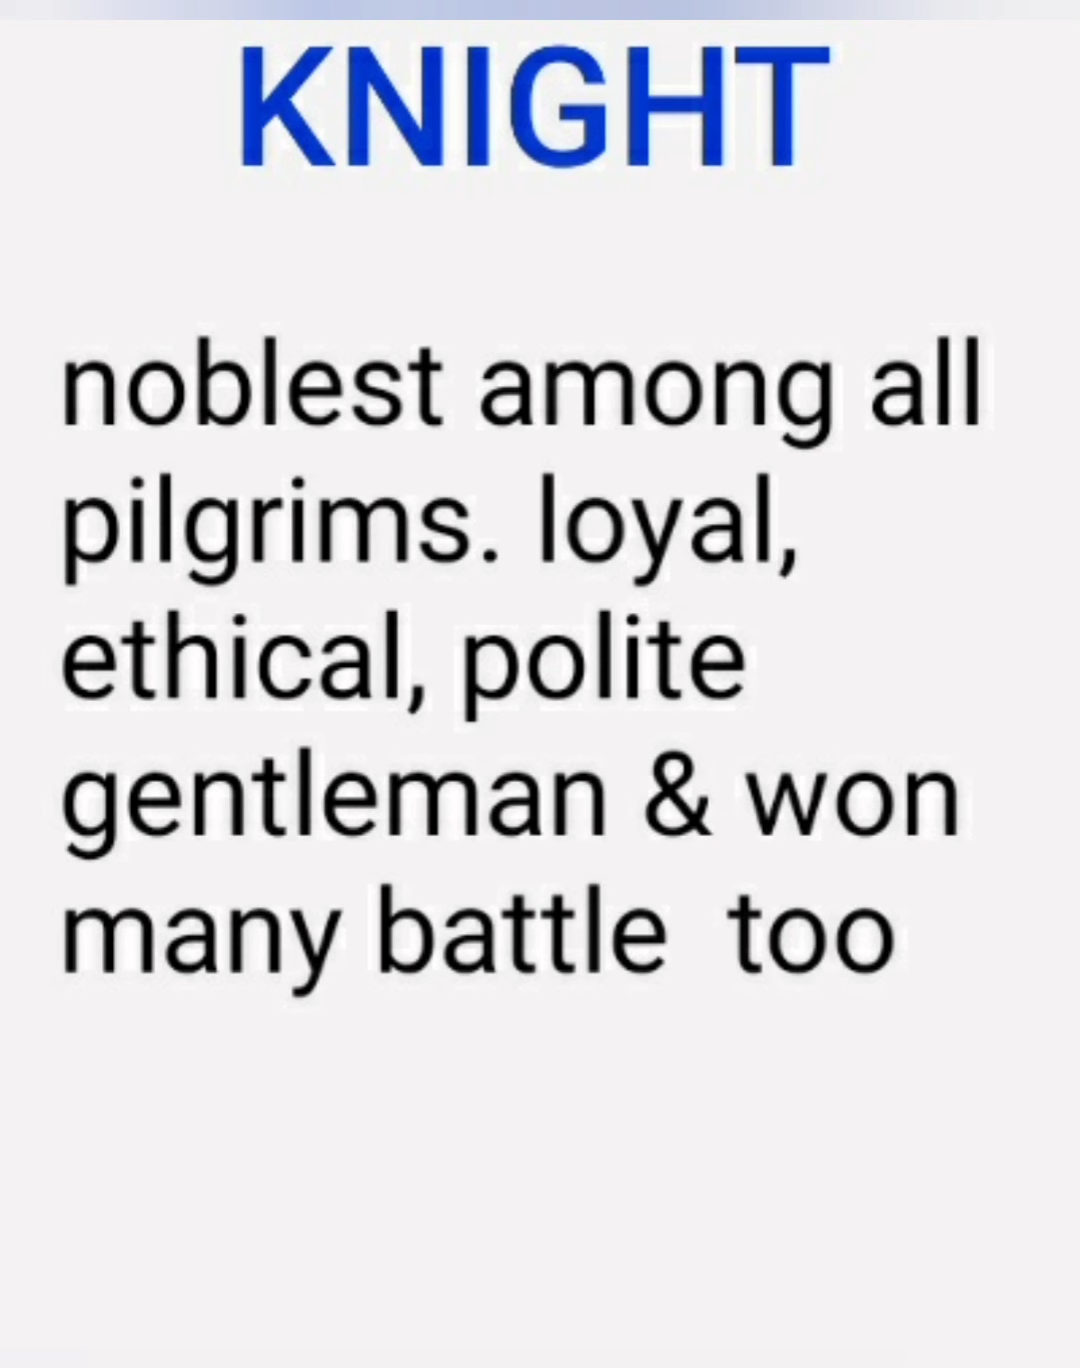 KNIGHT
noblest among all
pilgrims. loyal,
ethical, polite
gentleman & won
many battle  too